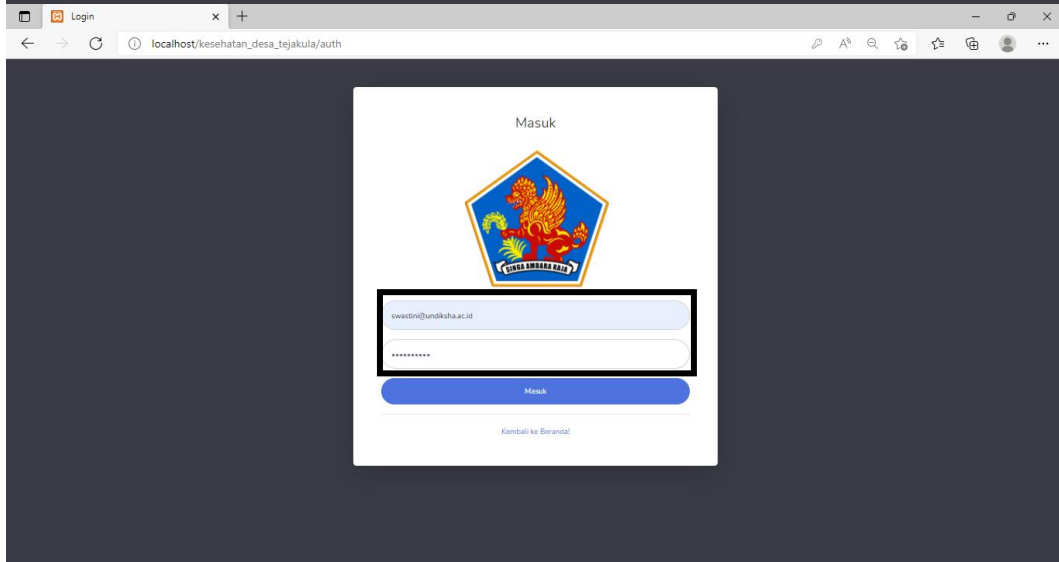 Login
localhost/kesehatan_desa_tejakula/auth
Masuk
SINGA AMBARA RAJA
swastini@undiksha.ac.id
Masuk
Kembali ke Beranda!